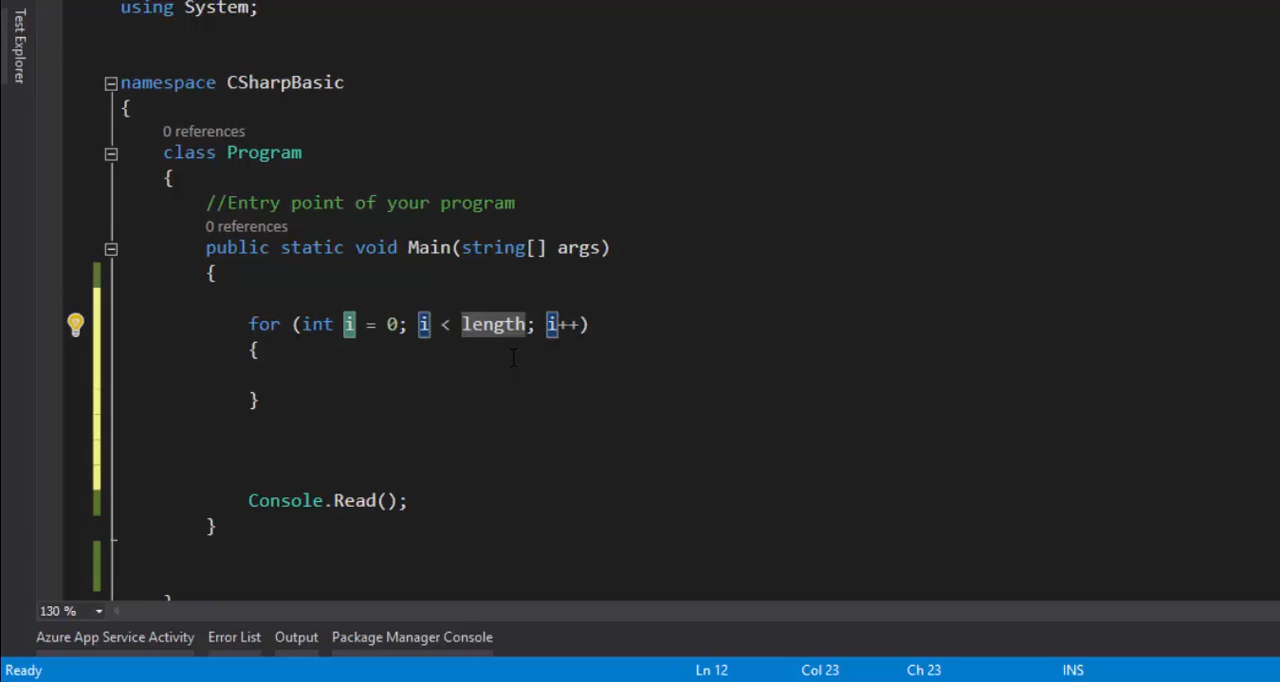 Test Explorer
using System;
namespace CSharpBasic
{
0 references
class Program
{
//Entry point of your program
0 references
public static void Main(string[] args)
{
for (int i = 0; i < length; i++)
{
}
Console.Read();
}
}
130 %
Azure App Service Activity Error List Output Package Manager Console
Ready Ln 12 Col 23 Ch 23 INS